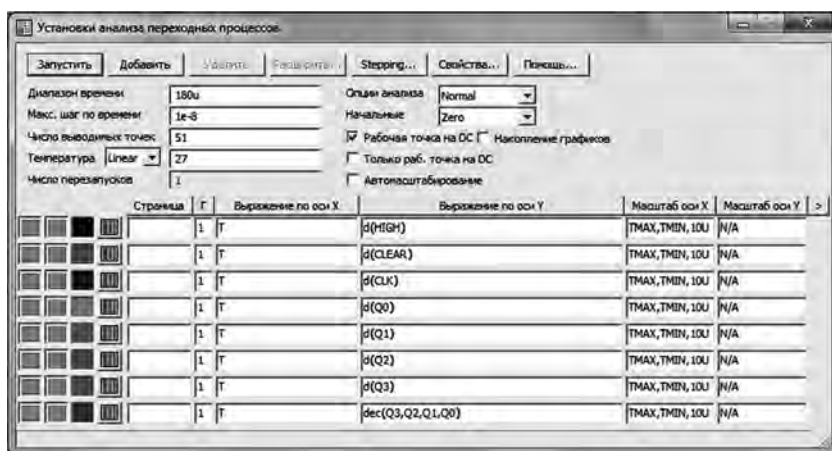 Установки анализа переходных процессов.
Запустить Добавить Удалить Расширить... Stepping... Свойства... Помощь...
Диапазон времени 180u Опции анализа Normal
Макс. шаг по времени 1e-8 Начальные Zero
Число выводимых точек 51 Рабочая точка на DC Накопление графиков
Температура Linear 27 Только раб. точка на DC
Число перезапусков 1 Автомасштабирование
Страница Г Выражение по оси X Выражение по оси Y Масштаб оси X Масштаб оси Y >
1 T d(HIGH) TMAX,TMIN,10U N/A
1 T d(CLEAR) TMAX,TMIN,10U N/A
1 T d(CLK) TMAX,TMIN,10U N/A
1 T d(Q0) TMAX,TMIN,10U N/A
1 T d(Q1) TMAX,TMIN,10U N/A
1 T d(Q2) TMAX,TMIN,10U N/A
1 T d(Q3) TMAX,TMIN,10U N/A
1 T dec(Q3,Q2,Q1,Q0) TMAX,TMIN,10U N/A